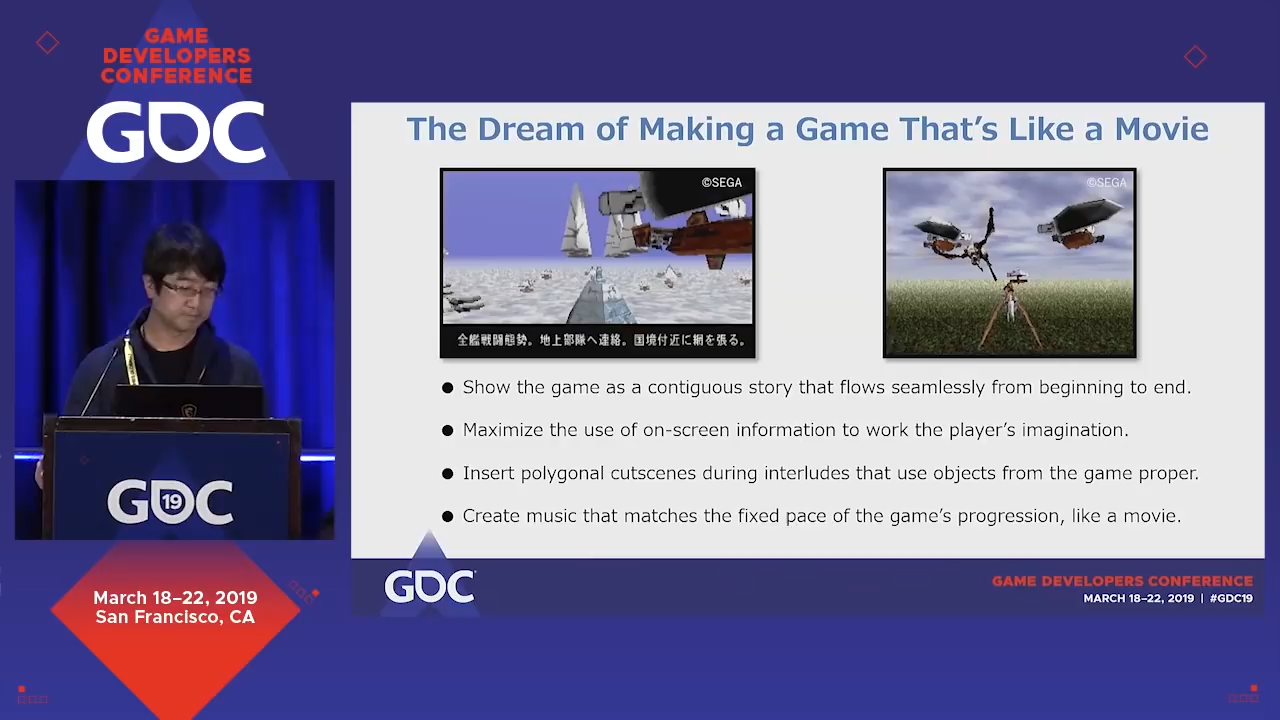 GAME
DEVELOPERS
CONFERENCE
GDC
The Dream of Making a Game That's Like a Movie
©SEGA
©SEGA
全艦戦闘態勢。地上部隊へ連絡。国境付近に網を張る。
● Show the game as a contiguous story that flows seamlessly from beginning to end.
● Maximize the use of on-screen information to work the player's imagination.
● Insert polygonal cutscenes during interludes that use objects from the game proper.
● Create music that matches the fixed pace of the game's progression, like a movie.
GDC 19
March 18–22, 2019
San Francisco, CA
GDC
GAME DEVELOPERS CONFERENCE
MARCH 18–22, 2019 | #GDC19